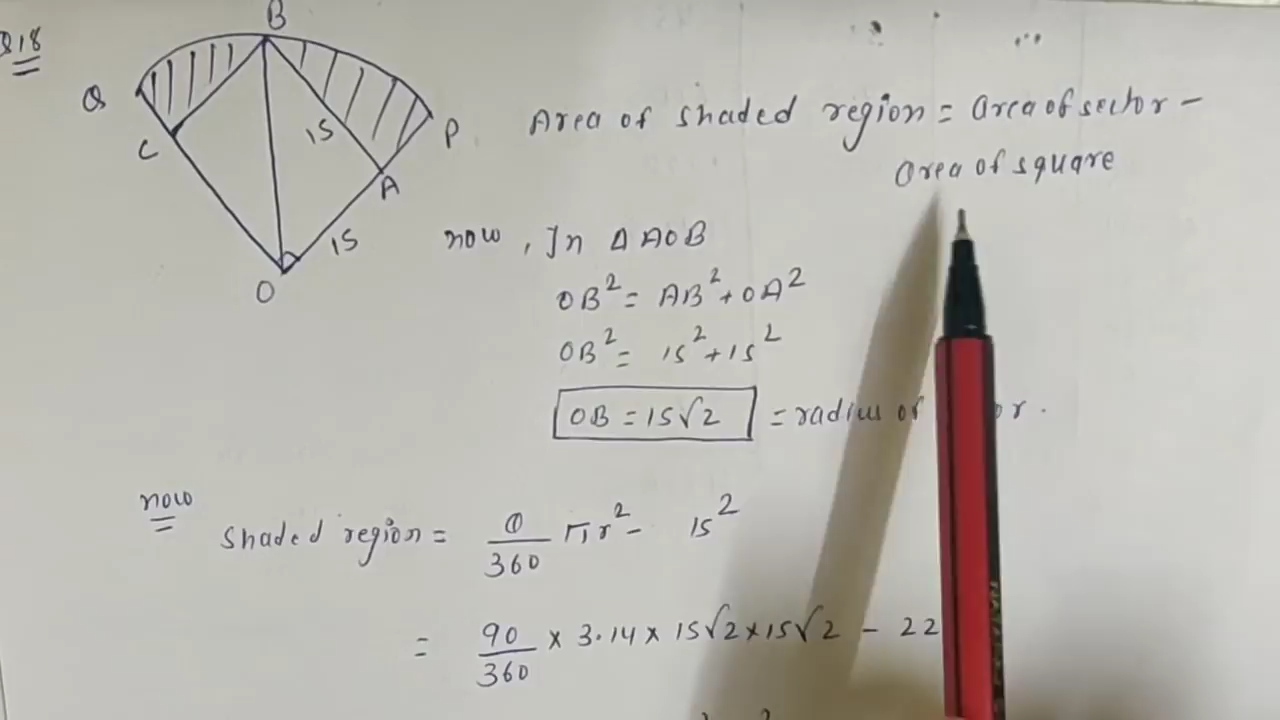 Q18
B
Q
C
15
P
A
15
O
Area of shaded region = area of sector -
area of square
now, In Δ AOB
OB² = AB² + OA²
OB² = 15² + 15²
OB = 15√2 = radius
now
Shaded region = θ/360 πr² - 15²
= 90/360 × 3.14 × 15√2 × 15√2 - 22